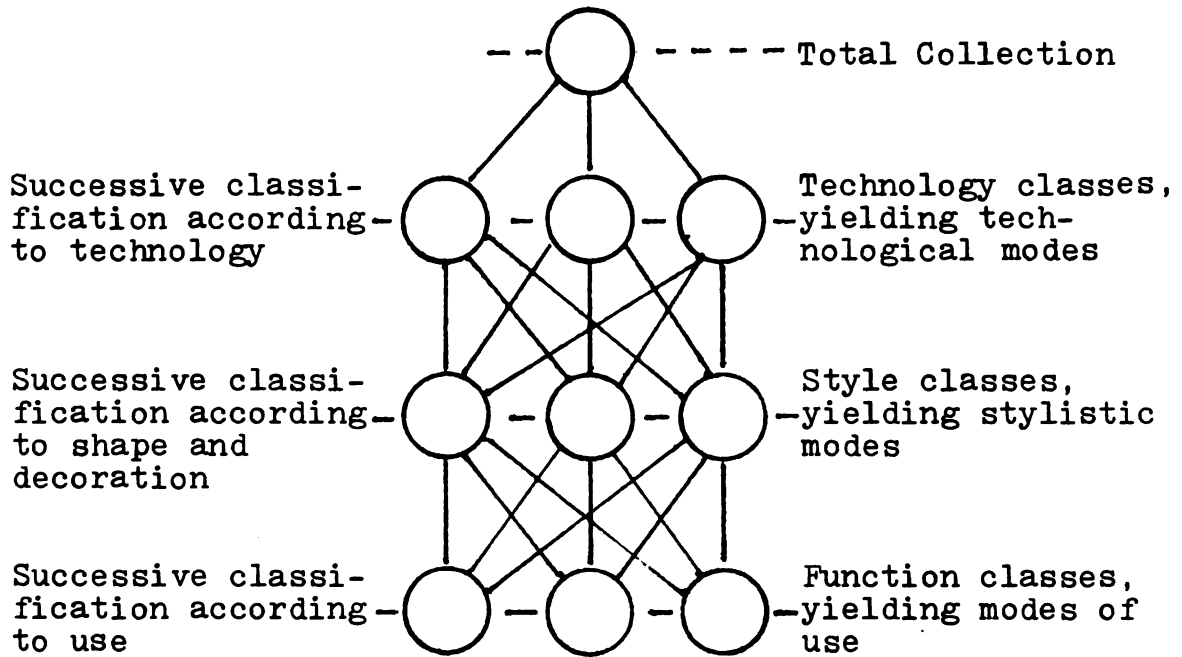 Total Collection
Successive classi-
fication according
to technology
Technology classes,
yielding tech-
nological modes
Successive classi-
fication according
to shape and
decoration
Style classes,
yielding stylistic
modes
Successive classi-
fication according
to use
Function classes,
yielding modes of
use